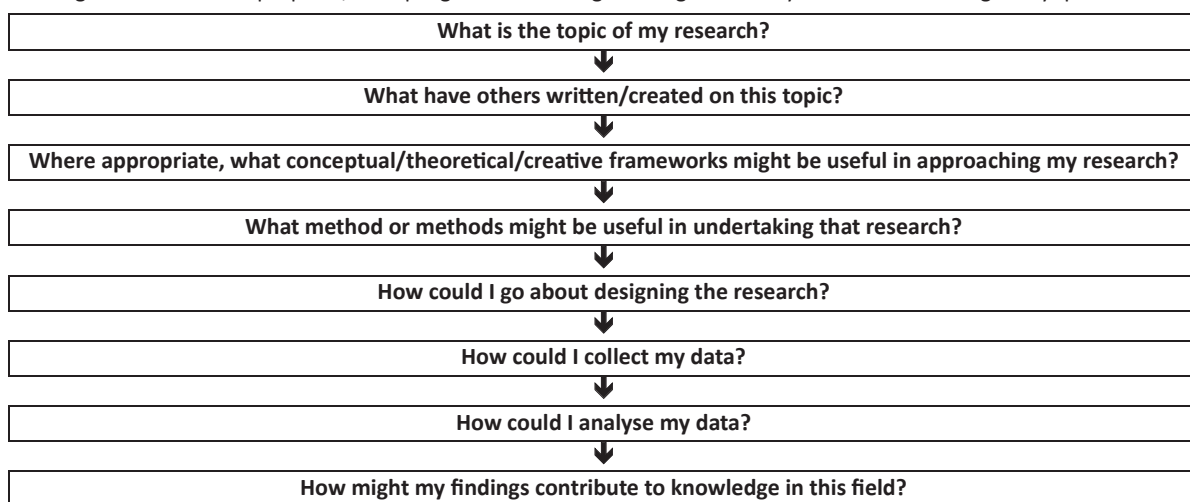 What is the topic of my research?
What have others written/created on this topic?
Where appropriate, what conceptual/theoretical/creative frameworks might be useful in approaching my research?
What method or methods might be useful in undertaking that research?
How could I go about designing the research?
How could I collect my data?
How could I analyse my data?
How might my findings contribute to knowledge in this field?